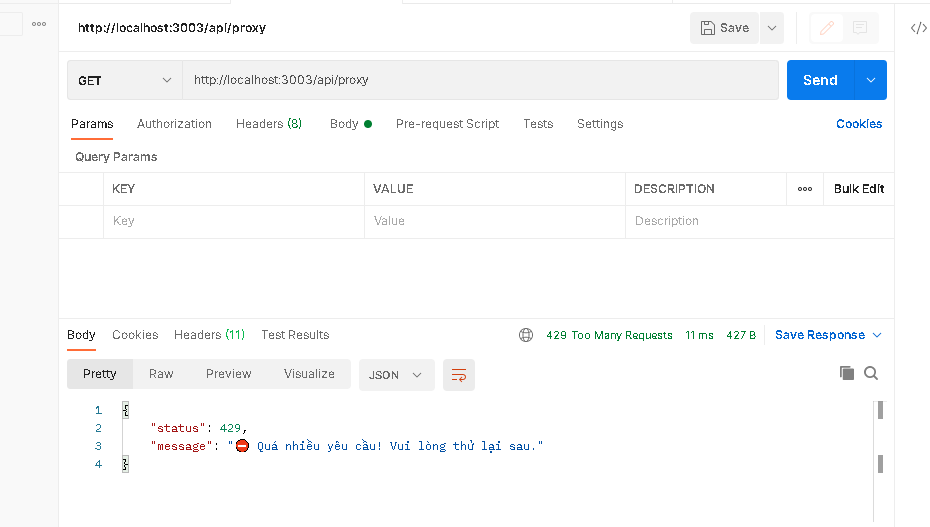 http://localhost:3003/api/proxy
Save
GET
http://localhost:3003/api/proxy
Send
Params Authorization Headers (8) Body Pre-request Script Tests Settings Cookies
Query Params
KEY VALUE DESCRIPTION Bulk Edit
Key Value Description
Body Cookies Headers (11) Test Results 429 Too Many Requests 11 ms 427 B Save Response
Pretty Raw Preview Visualize JSON
1 {
2 "status": 429,
3 "message": "⛔ Quá nhiều yêu cầu! Vui lòng thử lại sau."
4 }